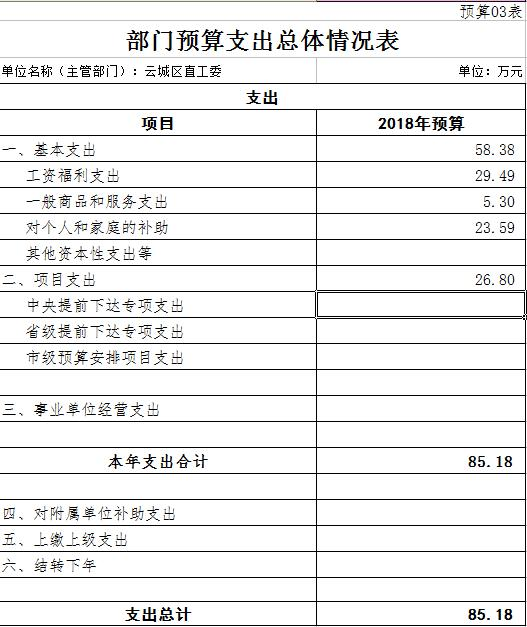 预算03表
部门预算支出总体情况表
单位名称（主管部门）：云城区直工委 单位：万元
支出
项目 2018年预算
一、基本支出 58.38
工资福利支出 29.49
一般商品和服务支出 5.30
对个人和家庭的补助 23.59
其他资本性支出等
二、项目支出 26.80
中央提前下达专项支出
省级提前下达专项支出
市级预算安排项目支出
三、事业单位经营支出
本年支出合计 85.18
四、对附属单位补助支出
五、上缴上级支出
六、结转下年
支出总计 85.18